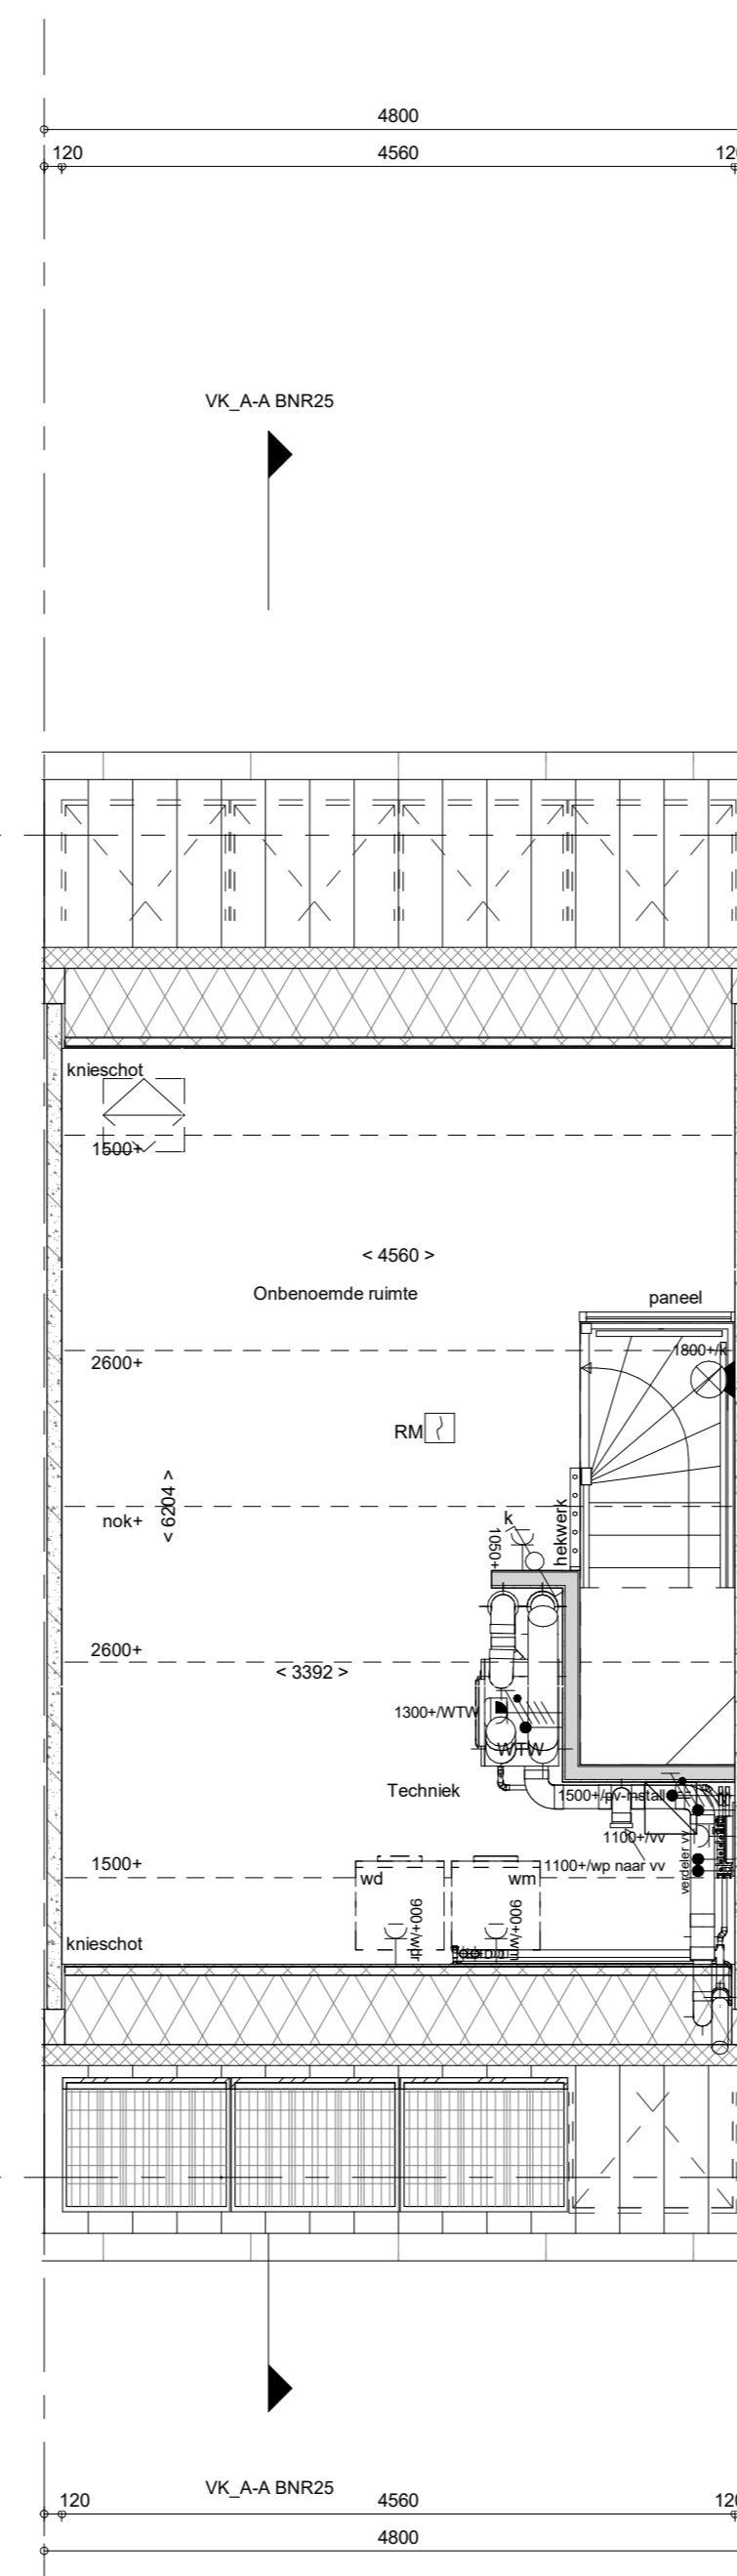 4800
120 4560 120
VK_A-A BNR25
knieschot
1500+
< 4560 >
Onbenoemde ruimte
paneel
1800+/k
2600+
RM
< 6204 >
nok+
k
1050+
hekwerk
2600+
< 3392 >
1300+/WTW
WTW
Techniek
1500+/pv-install
1100+/vv
verdeler vv
1100+/wp naar vv
1500+
wd
wm
900+/wdr
900+/wm
knieschot
VK_A-A BNR25
120 4560 120
4800